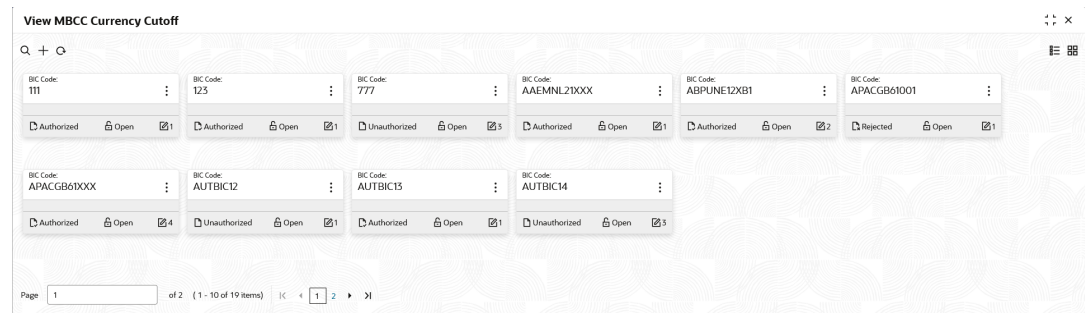 View MBCC Currency Cutoff
BIC Code: BIC Code: BIC Code: BIC Code: BIC Code: BIC Code:
111 123 777 AAEMNL21XXX ABPUNE12XB1 APACGB61001
Authorized Open 1 Authorized Open 1 Unauthorized Open 3 Authorized Open 1 Authorized Open 2 Rejected Open 1
BIC Code: BIC Code: BIC Code: BIC Code:
APACGB61XXX AUTBIC12 AUTBIC13 AUTBIC14
Authorized Open 4 Unauthorized Open 1 Authorized Open 1 Unauthorized Open 3
Page 1 of 2 (1 - 10 of 19 items) 1 2